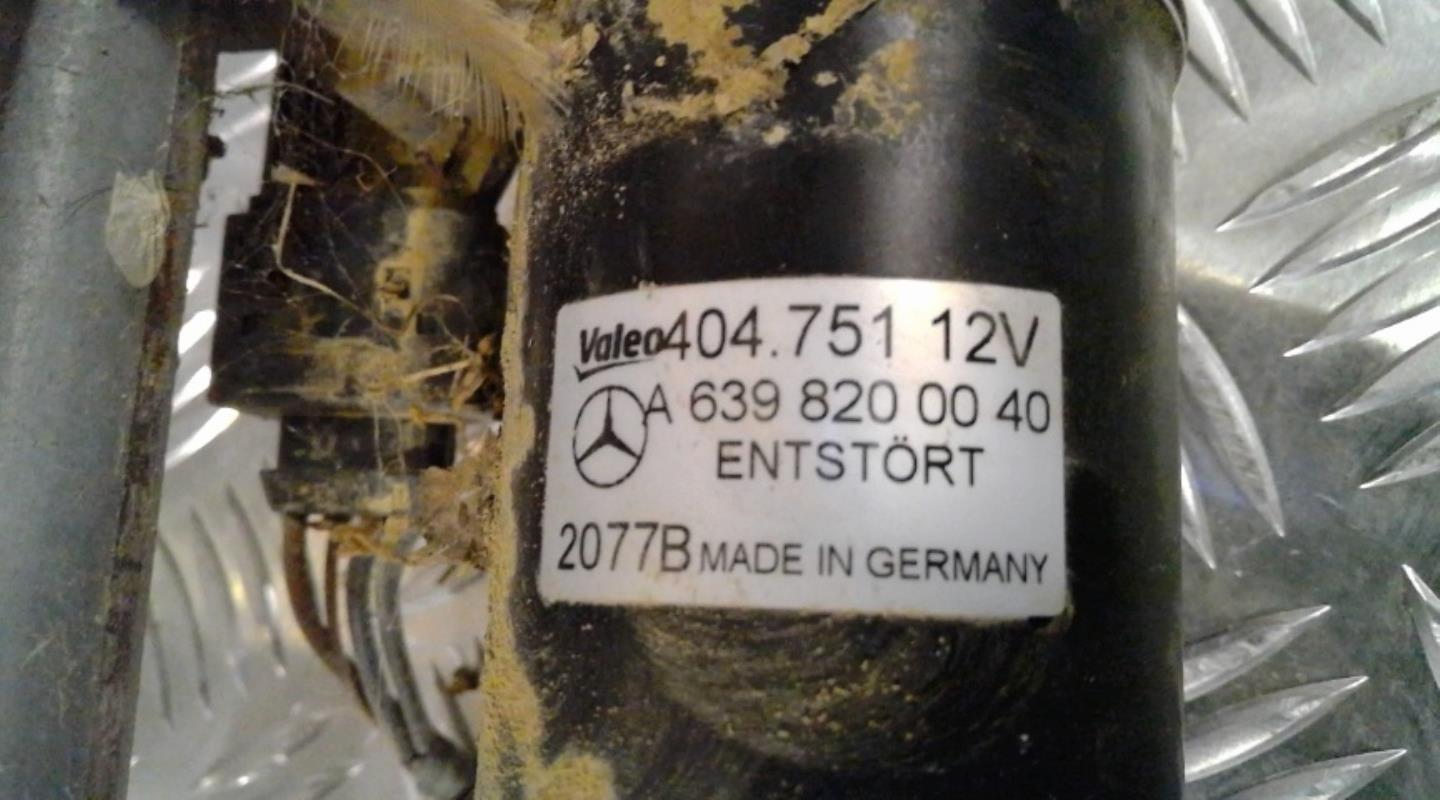 Valeo 404.751 12V
A 639 820 00 40
ENTSTÖRT
2077B MADE IN GERMANY